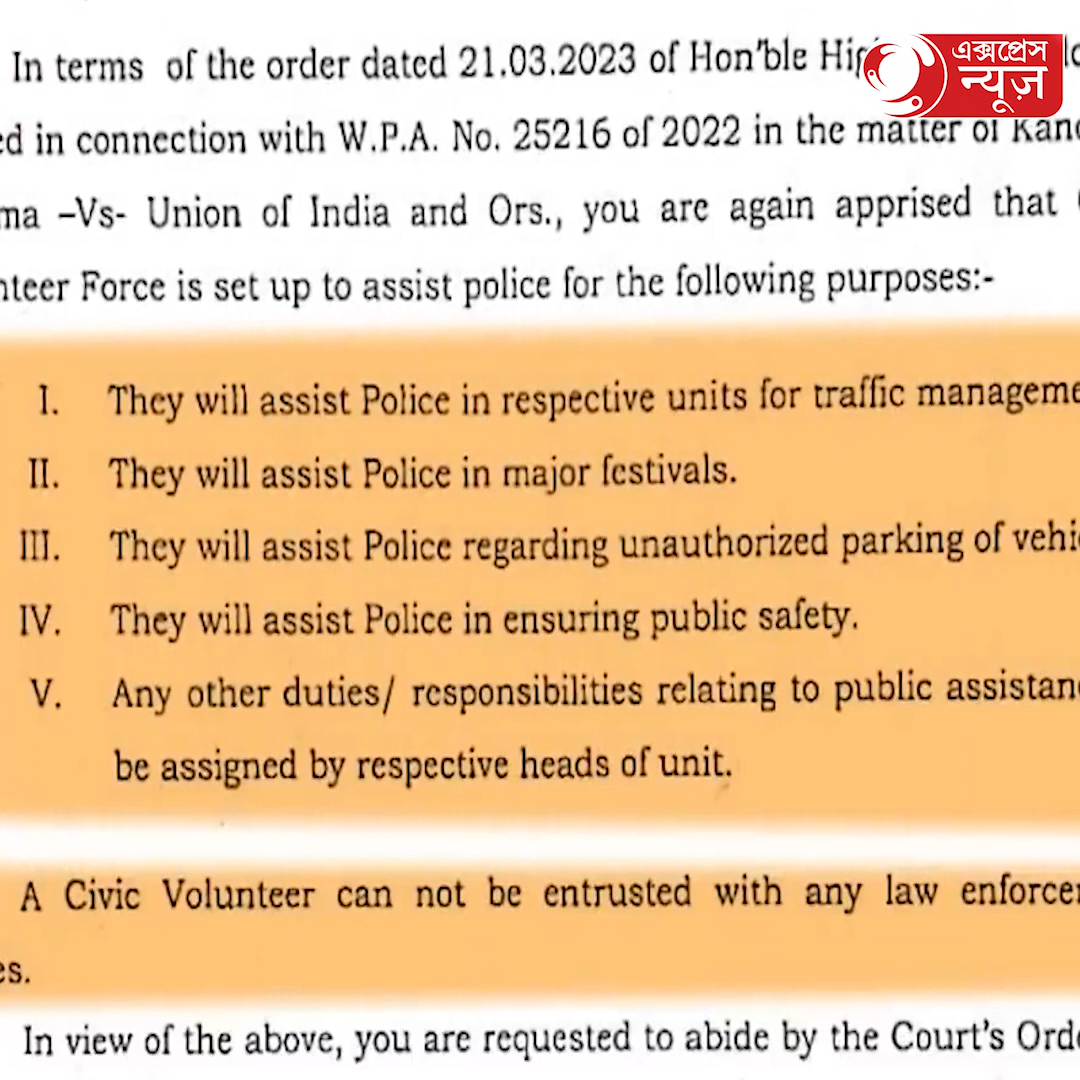 এক্সপ্রেস
न्यूज़
In terms of the order dated 21.03.2023 of Hon'ble Hig
ed in connection with W.P.A. No. 25216 of 2022 in the matter of Kan
ma –Vs- Union of India and Ors., you are again apprised that
nteer Force is set up to assist police for the following purposes:-
I. They will assist Police in respective units for traffic manageme
II. They will assist Police in major festivals.
III. They will assist Police regarding unauthorized parking of vehi
IV. They will assist Police in ensuring public safety.
V. Any other duties/ responsibilities relating to public assistan
be assigned by respective heads of unit.
A Civic Volunteer can not be entrusted with any law enforce
es.
In view of the above, you are requested to abide by the Court's Ord